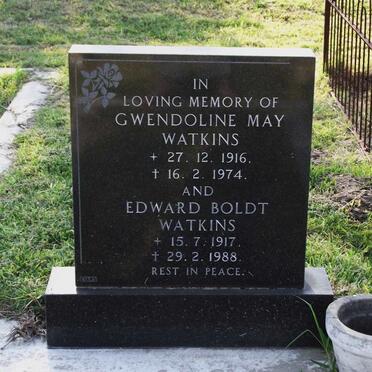 IN
LOVING MEMORY OF
GWENDOLINE MAY
WATKINS
+ 27. 12. 1916.
† 16. 2. 1974.
AND
EDWARD BOLDT
WATKINS
+ 15. 7. 1917.
† 29. 2. 1988.
REST IN PEACE.